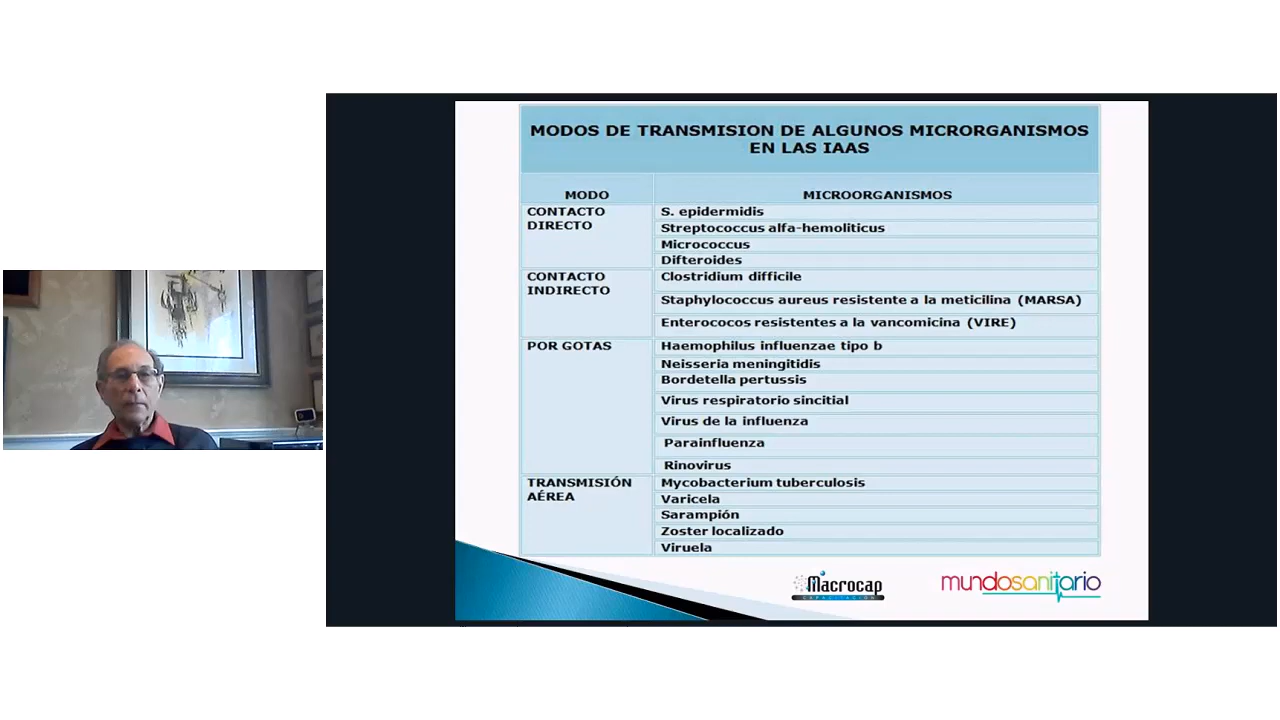 MODOS DE TRANSMISION DE ALGUNOS MICRORGANISMOS
EN LAS IAAS
MODO
MICROORGANISMOS
CONTACTO
DIRECTO
S. epidermidis
Streptococcus alfa-hemoliticus
Micrococcus
Difteroides
CONTACTO
INDIRECTO
Clostridium difficile
Staphylococcus aureus resistente a la meticilina (MARSA)
Enterococos resistentes a la vancomicina (VIRE)
POR GOTAS
Haemophilus influenzae tipo b
Neisseria meningitidis
Bordetella pertussis
Virus respiratorio sincitial
Virus de la influenza
Parainfluenza
Rinovirus
TRANSMISIÓN
AÉREA
Mycobacterium tuberculosis
Varicela
Sarampión
Zoster localizado
Viruela
Macrocap
CAPACITACION
mundosanitario